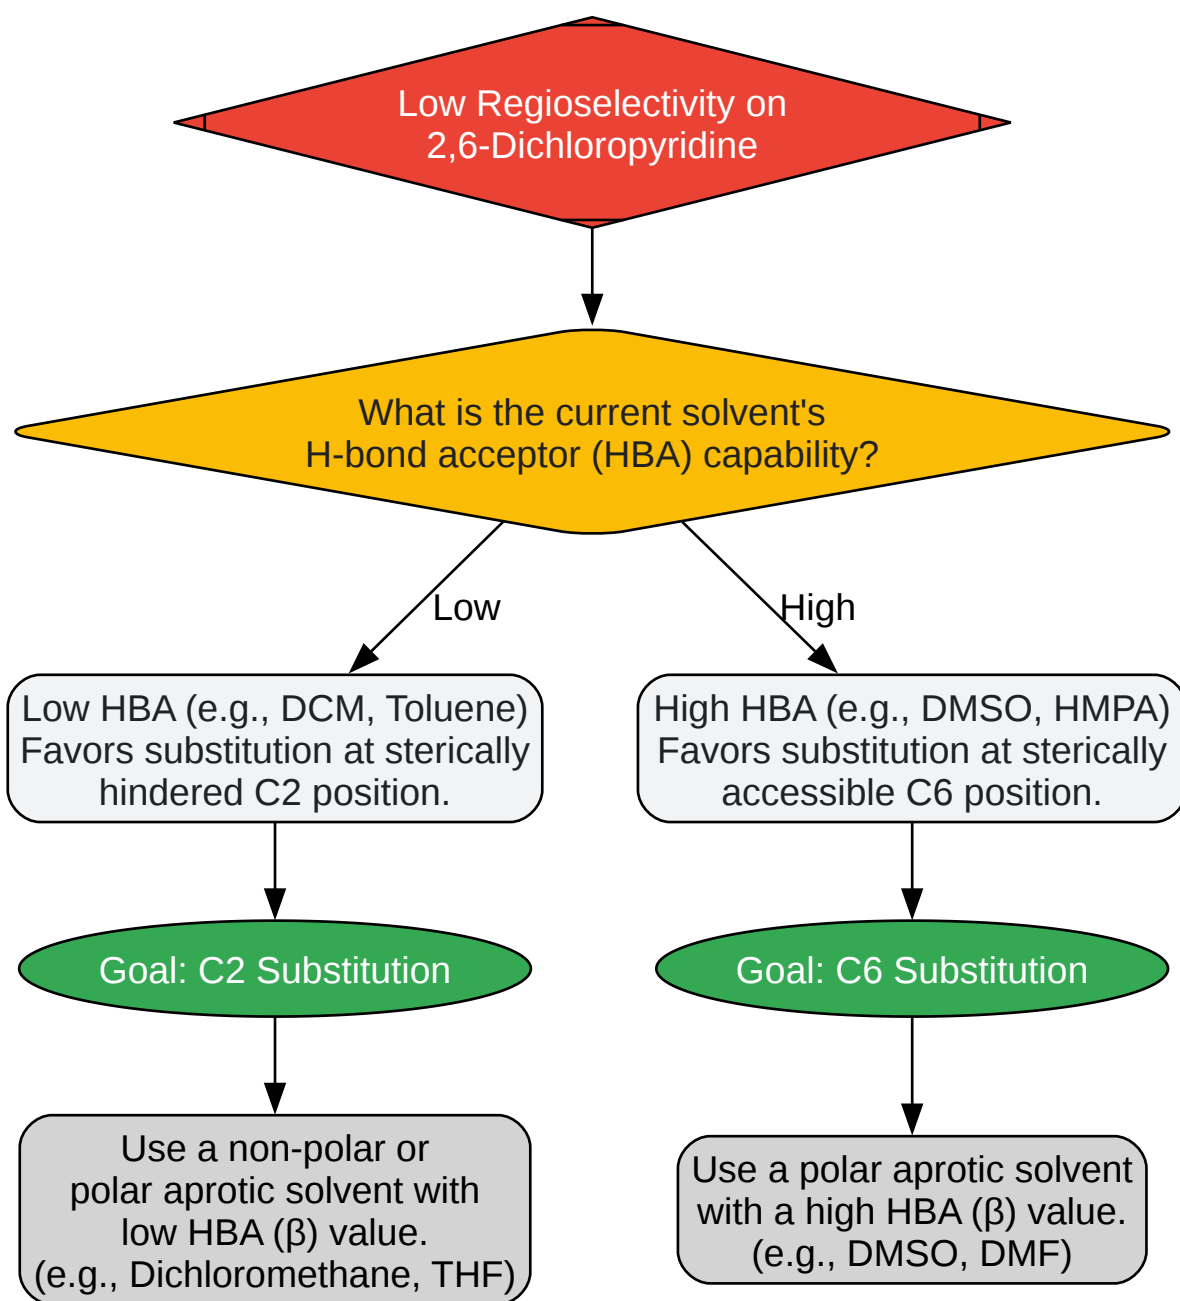 Low Regioselectivity on
2,6-Dichloropyridine
What is the current solvent's
H-bond acceptor (HBA) capability?
Low
High
Low HBA (e.g., DCM, Toluene)
Favors substitution at sterically
hindered C2 position.
High HBA (e.g., DMSO, HMPA)
Favors substitution at sterically
accessible C6 position.
Goal: C2 Substitution
Goal: C6 Substitution
Use a non-polar or
polar aprotic solvent with
low HBA (β) value.
(e.g., Dichloromethane, THF)
Use a polar aprotic solvent
with a high HBA (β) value.
(e.g., DMSO, DMF)